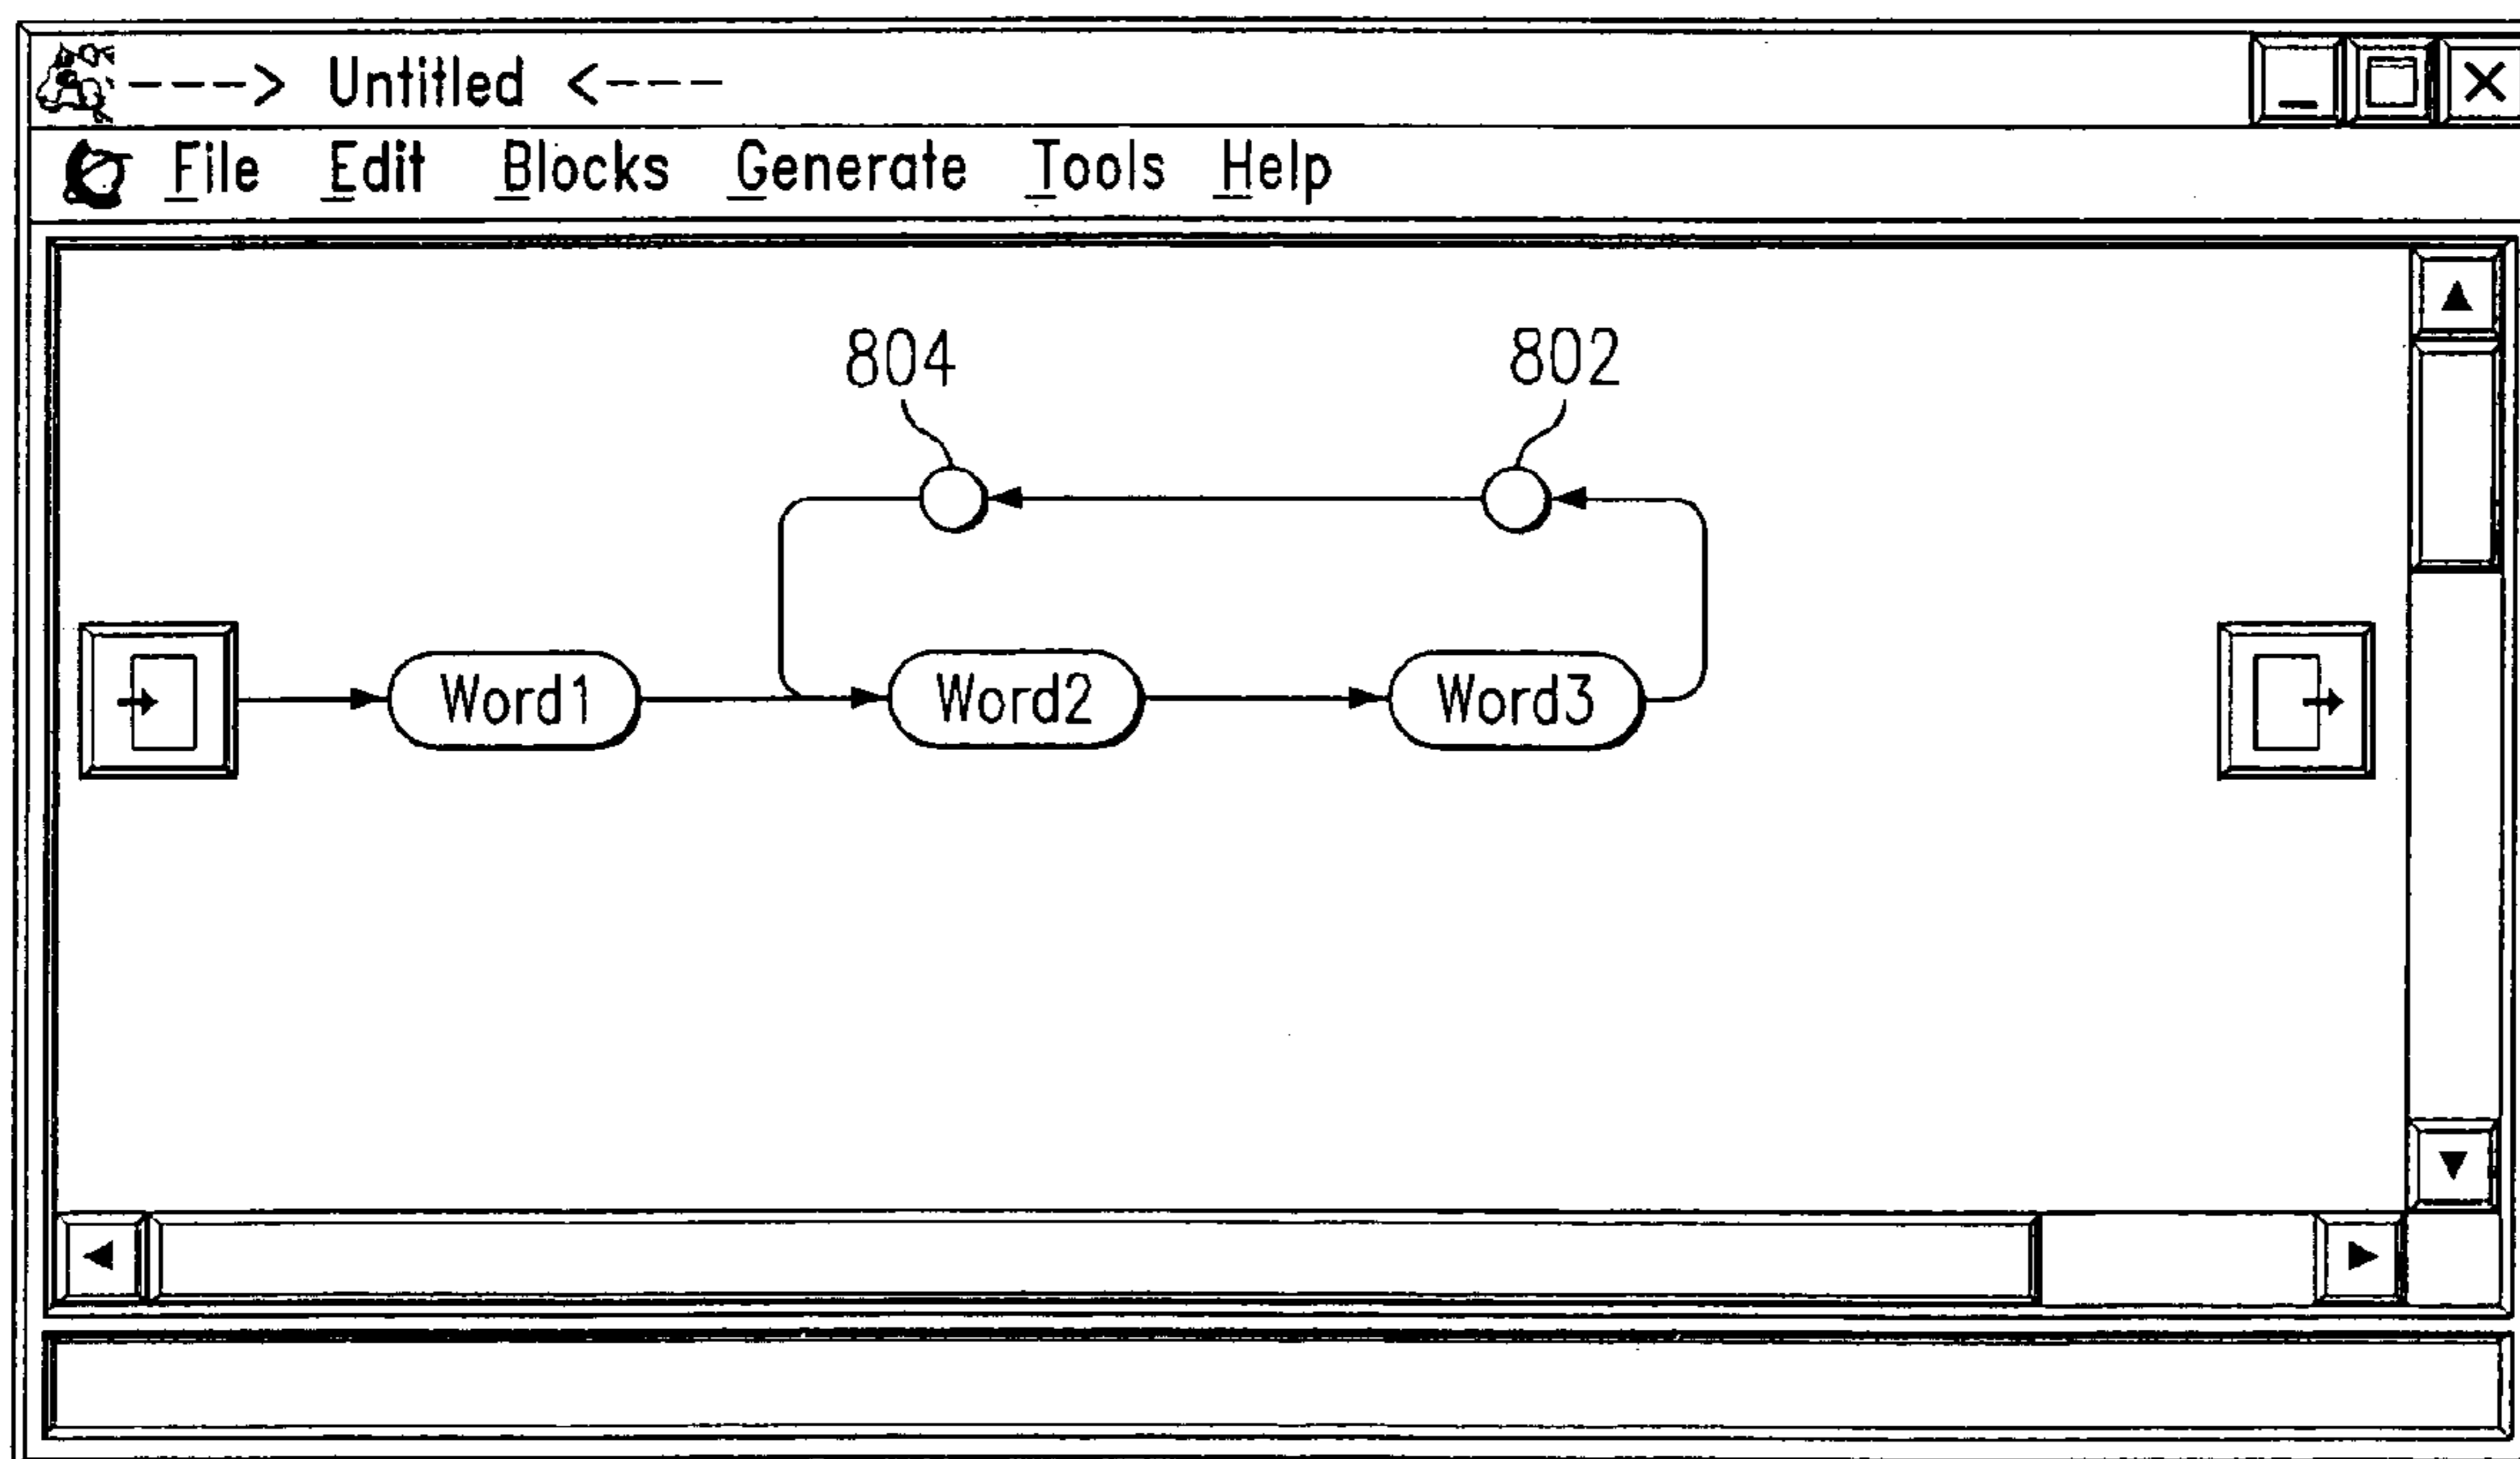 ----> Untitled <----
File Edit Blocks Generate Tools Help
804 802
Word1 Word2 Word3